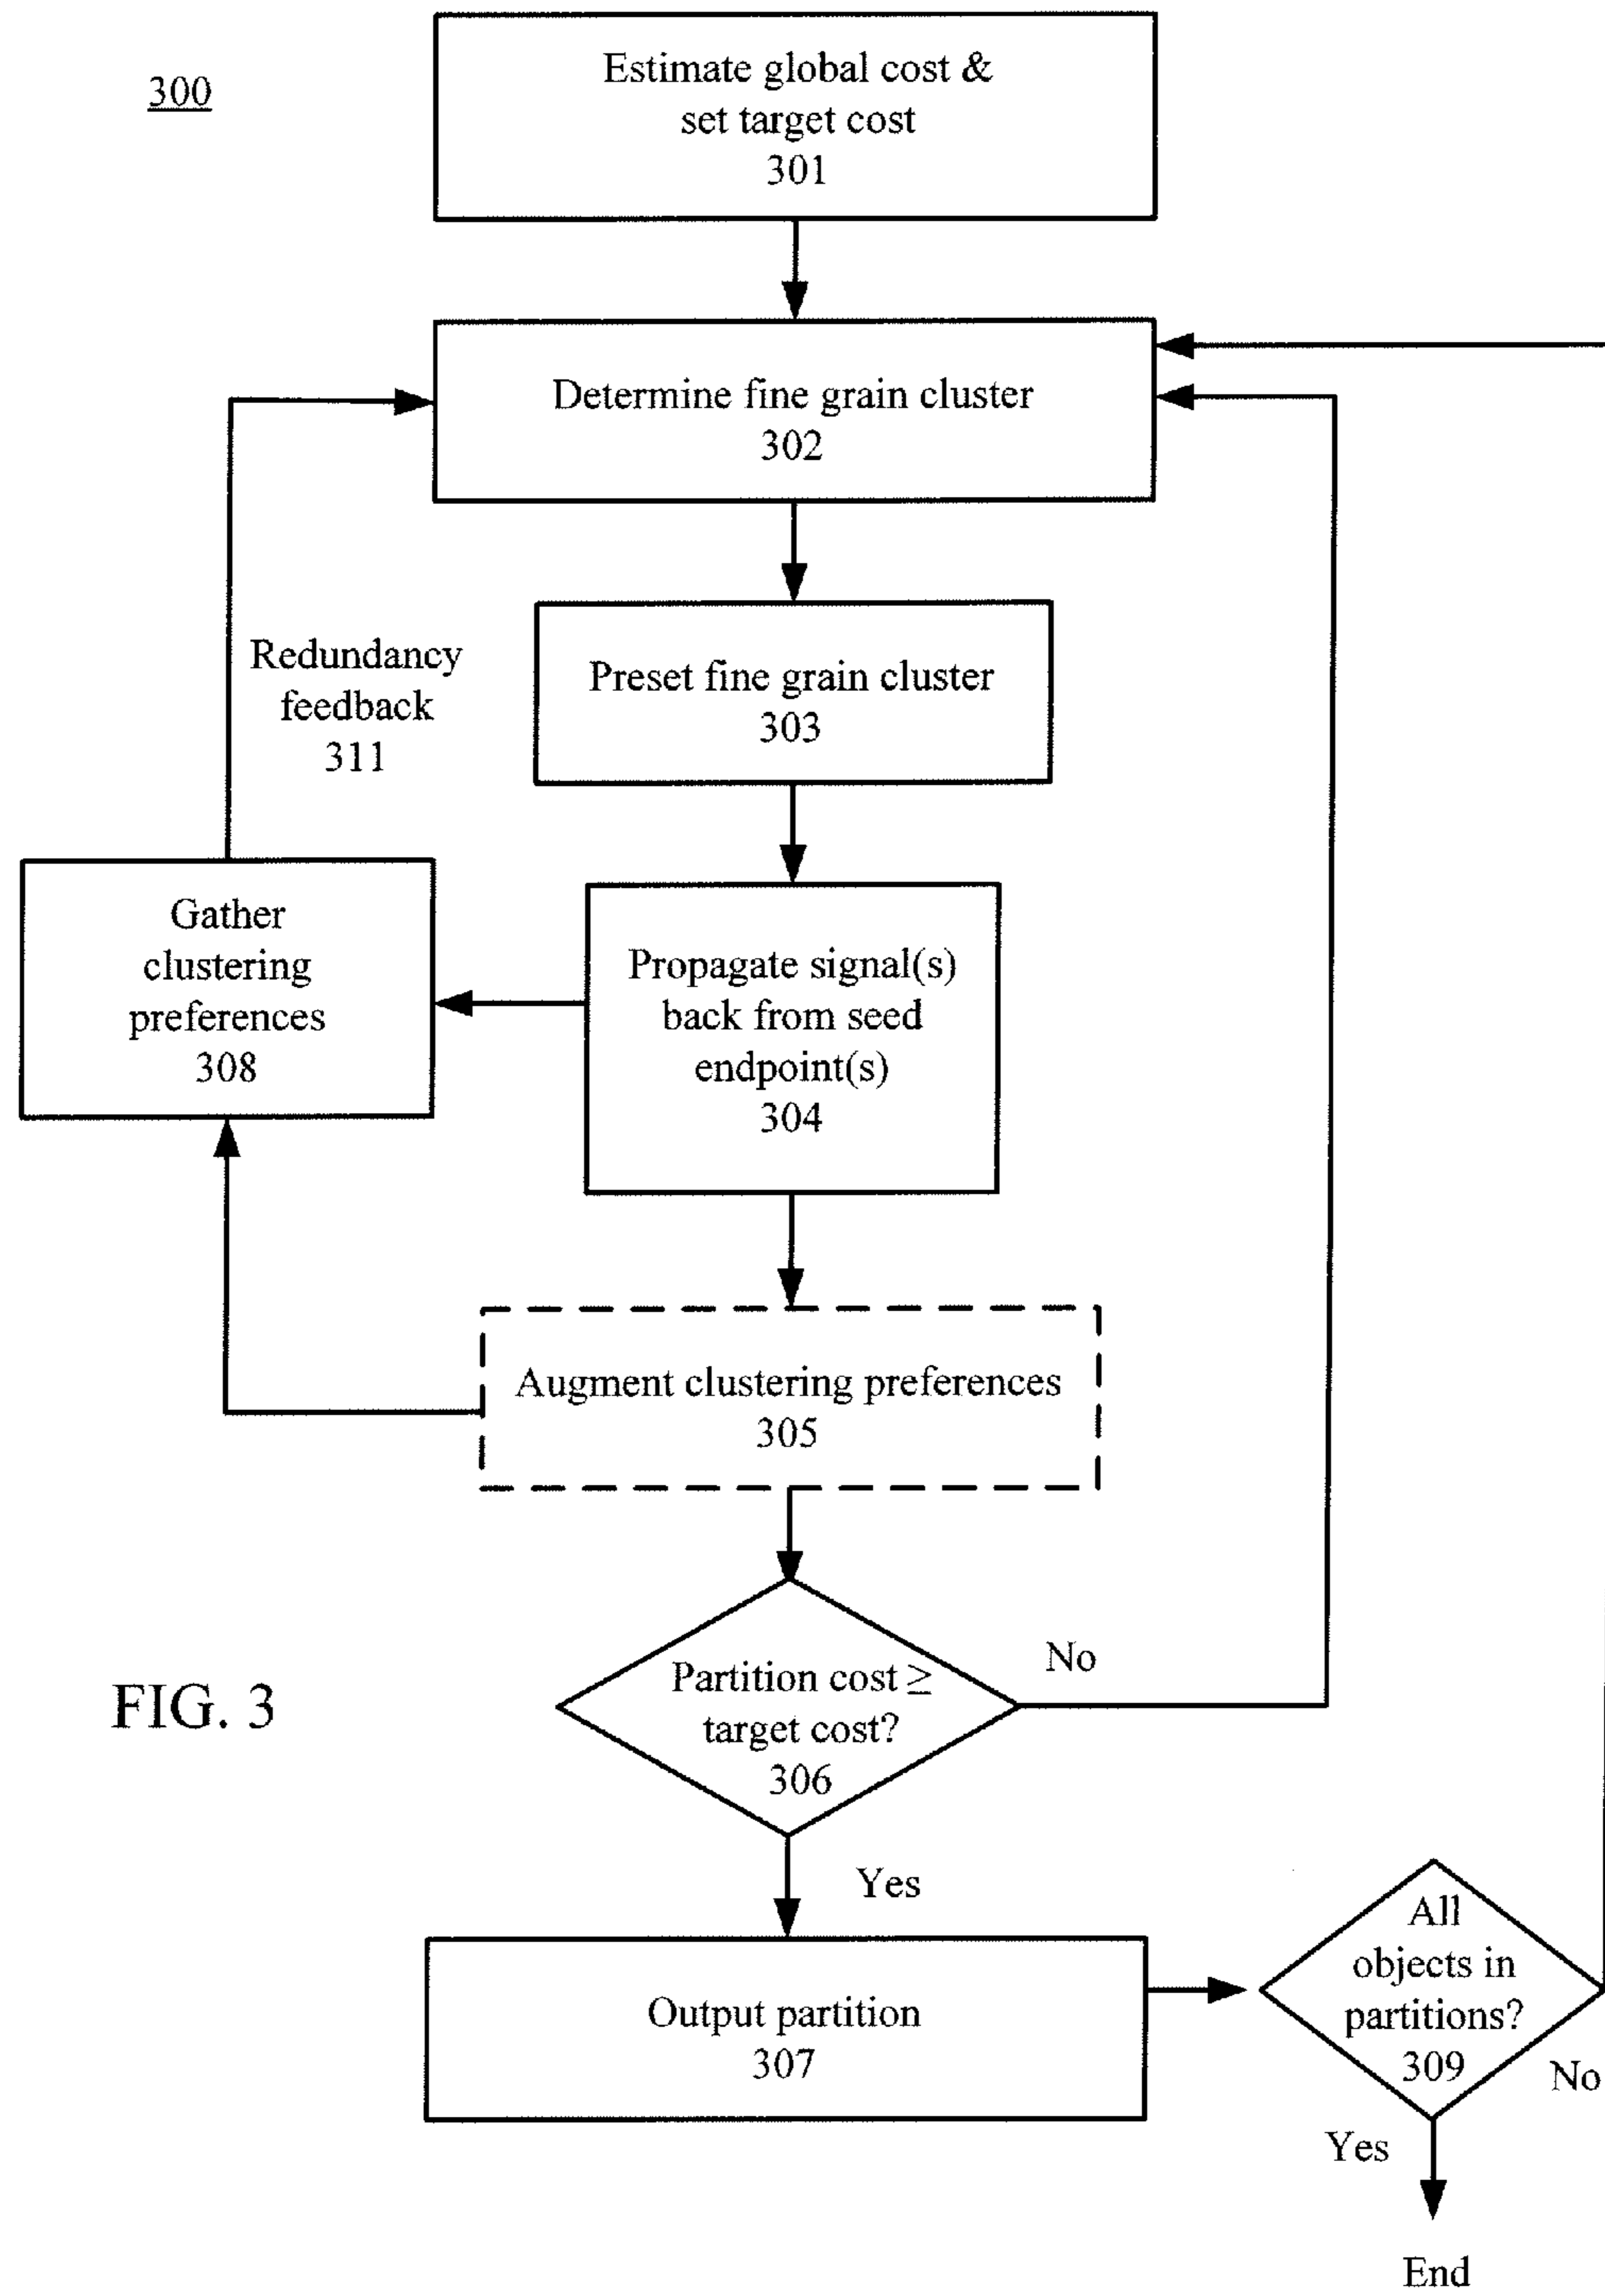 300
Estimate global cost &
set target cost
301
Determine fine grain cluster
302
Redundancy
feedback
311
Preset fine grain cluster
303
Gather
clustering
preferences
308
Propagate signal(s)
back from seed
endpoint(s)
304
Augment clustering preferences
305
Partition cost ≥
target cost?
306
No
FIG. 3
Yes
Output partition
307
All
objects in
partitions?
309
No
Yes
End